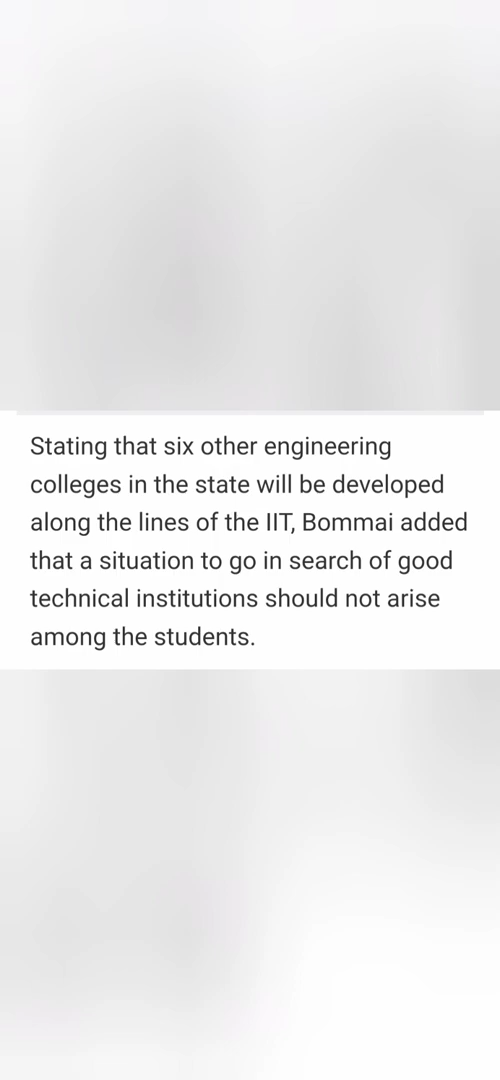 Stating that six other engineering
colleges in the state will be developed
along the lines of the IIT, Bommai added
that a situation to go in search of good
technical institutions should not arise
among the students.